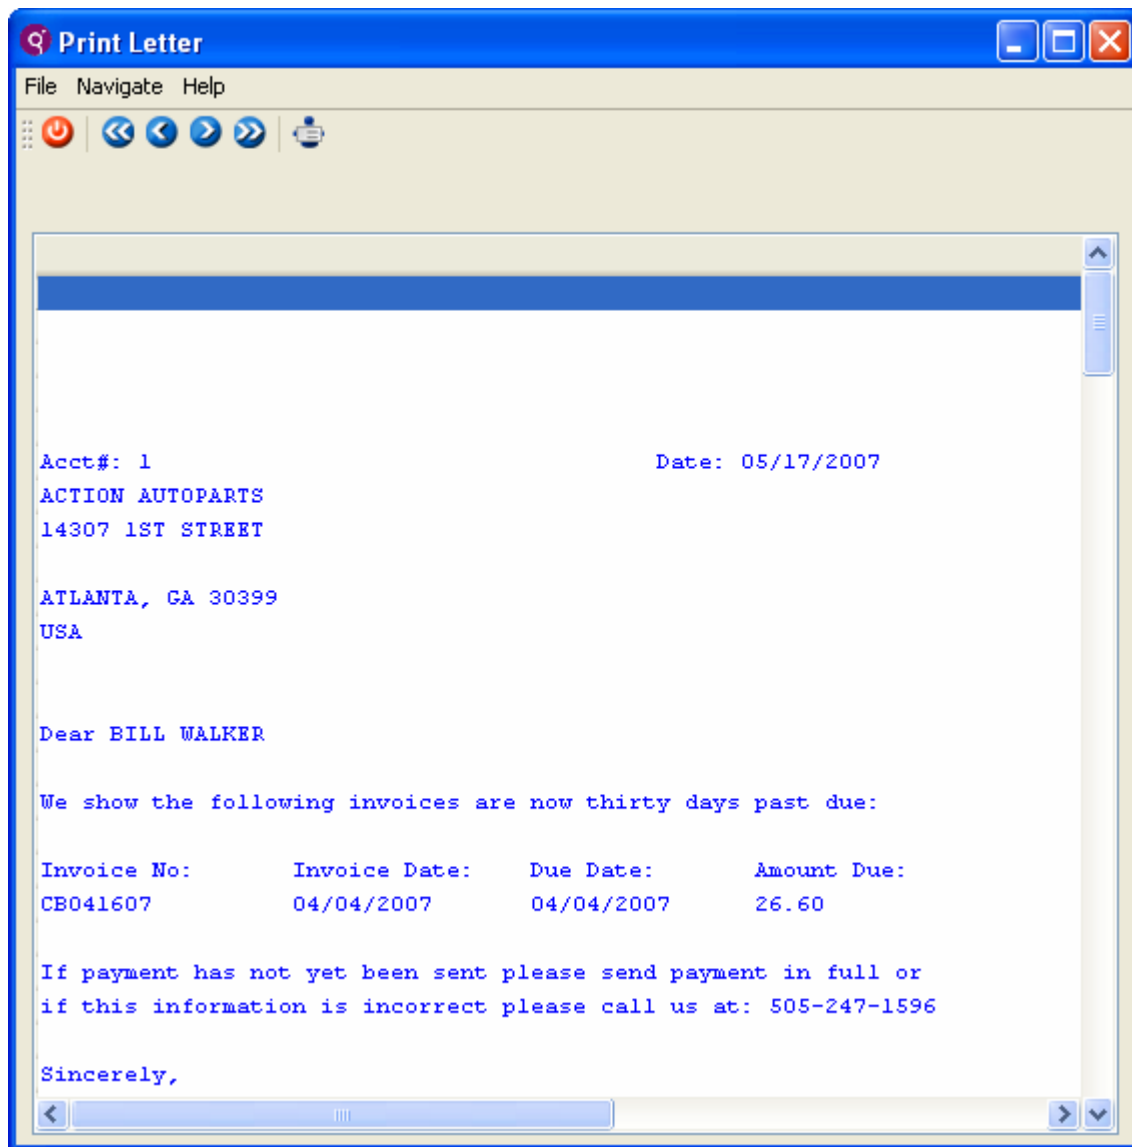 Print Letter
File Navigate Help
Acct#: 1 Date: 05/17/2007
ACTION AUTOPARTS
14307 1ST STREET
ATLANTA, GA 30399
USA
Dear BILL WALKER
We show the following invoices are now thirty days past due:
Invoice No: Invoice Date: Due Date: Amount Due:
CB041607 04/04/2007 04/04/2007 26.60
If payment has not yet been sent please send payment in full or
if this information is incorrect please call us at: 505-247-1596
Sincerely,